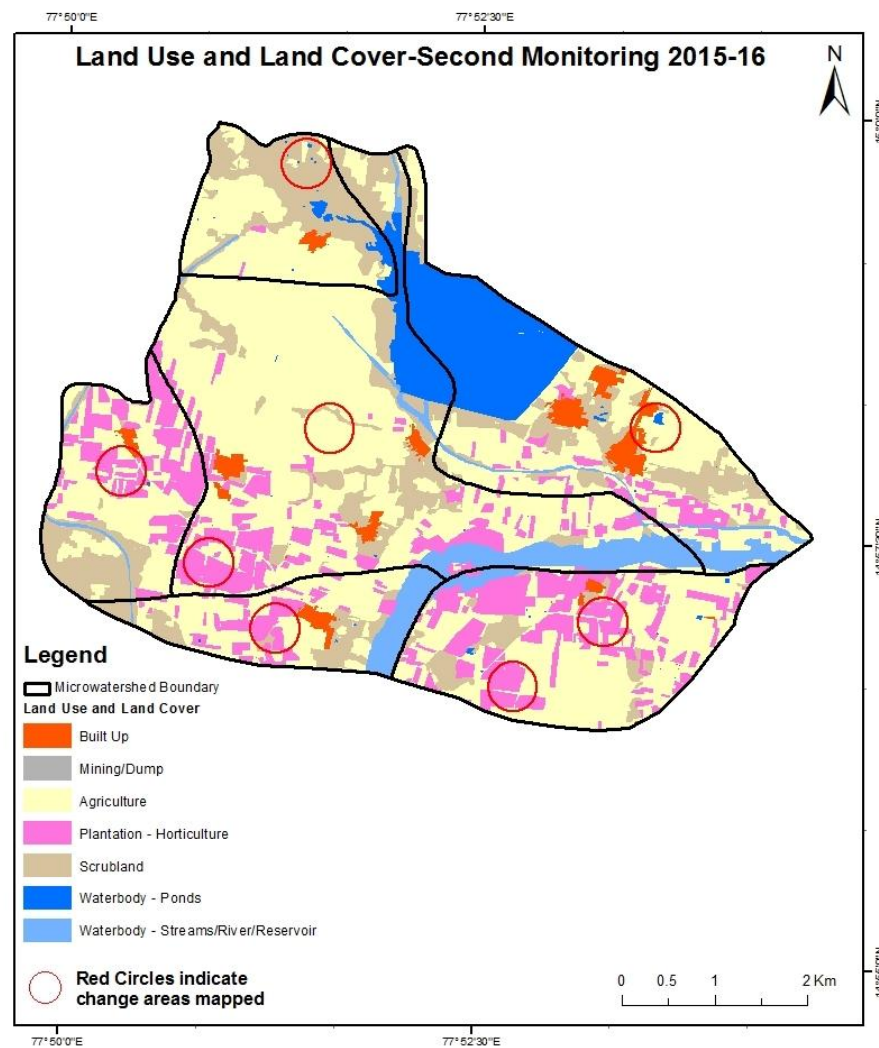 77°50'0"E 77°52'30"E
Land Use and Land Cover-Second Monitoring 2015-16
N
Legend
Microwatershed Boundary
Land Use and Land Cover
Built Up
Mining/Dump
Agriculture
Plantation - Horticulture
Scrubland
Waterbody - Ponds
Waterbody - Streams/River/Reservoir
Red Circles indicate
change areas mapped
0 0.5 1 2 Km
77°50'0"E 77°52'30"E